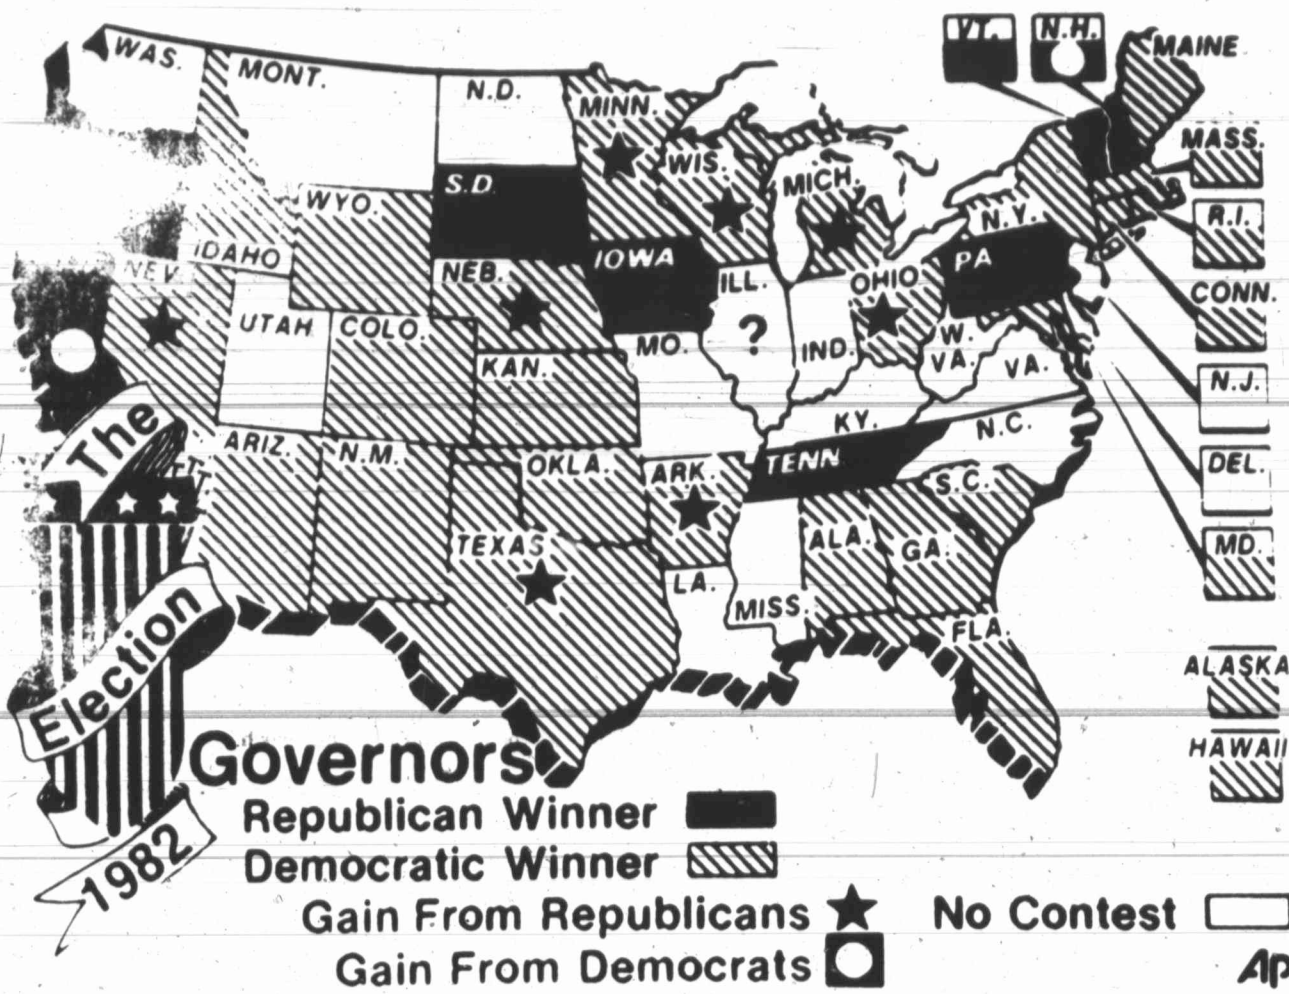 VT. N.H. MAINE
WAS. MONT. N.D. MINN.
WIS. MICH. MASS.
S.D.
WYO. N.Y. R.I.
IDAHO
NEV. NEB. IOWA ILL. OHIO PA CONN.
UTAH COLO. MO. ? IND. W. VA. VA.
KAN. N.J.
KY. N.C.
ARIZ. N.M. OKLA. ARK. TENN S.C. DEL.
TEXAS ALA. GA. MD.
LA. MISS. FLA.
ALASKA
HAWAII
The
Election
1982
Governors
Republican Winner
Democratic Winner
Gain From Republicans
No Contest
Gain From Democrats
AP